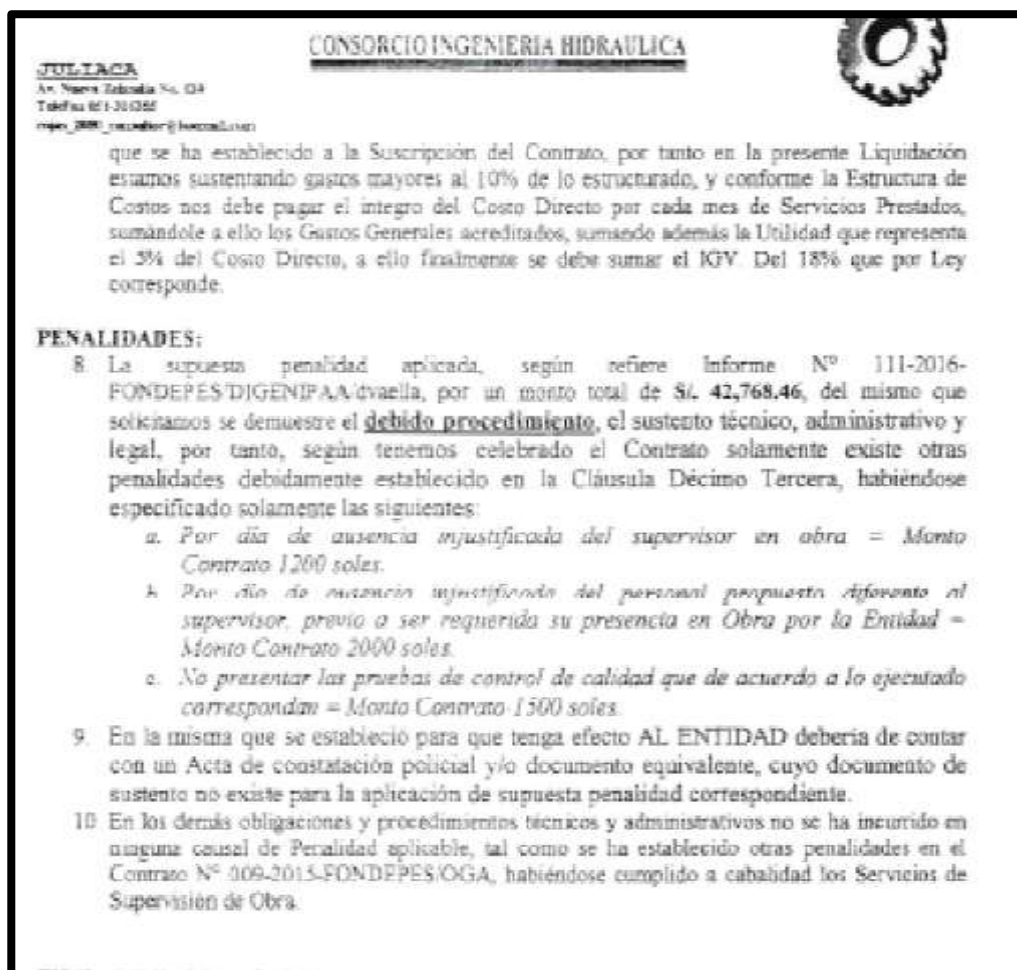 CONSORCIO INGENIERIA HIDRAULICA
JULIACA
Av. Nueva Zelandia No.
Telefax 051-
que se ha establecido a la Suscripción del Contrato, por tanto en la presente Liquidación
estamos sustentando gastos mayores al 10% de lo estructurado, y conforme la Estructura de
Costos nos debe pagar el integro del Costo Directo por cada mes de Servicios Prestados,
sumándole a ello los Gastos Generales acreditados, sumando además la Utilidad que representa
el 5% del Costo Directo, a ello finalmente se debe sumar el IGV. Del 18% que por Ley
corresponde.
PENALIDADES:
8. La supuesta penalidad aplicada, según refiere Informe N° 111-2016-
FONDEPES/DIGENIPAA/dvaella, por un monto total de S/. 42,768.46, del mismo que
solicitamos se demuestre el debido procedimiento, el sustento técnico, administrativo y
legal, por tanto, según tenemos celebrado el Contrato solamente existe otras
penalidades debidamente establecido en la Cláusula Décimo Tercera, habiéndose
especificado solamente las siguientes:
a. Por día de ausencia injustificada del supervisor en obra = Monto
Contrato 1200 soles.
b. Por día de ausencia injustificada del personal propuesto diferente al
supervisor, previo a ser requerida su presencia en Obra por la Entidad =
Monto Contrato 2000 soles.
c. No presentar las pruebas de control de calidad que de acuerdo a lo ejecutado
correspondan = Monto Contrato 1500 soles.
9. En la misma que se estableció para que tenga efecto AL ENTIDAD debería de contar
con un Acta de constatación policial y/o documento equivalente, cuyo documento de
sustento no existe para la aplicación de supuesta penalidad correspondiente.
10. En los demás obligaciones y procedimientos técnicos y administrativos no se ha incurrido en
ninguna causal de Penalidad aplicable, tal como se ha establecido otras penalidades en el
Contrato N° 009-2015-FONDEPES/OGA, habiéndose cumplido a cabalidad los Servicios de
Supervisión de Obra.